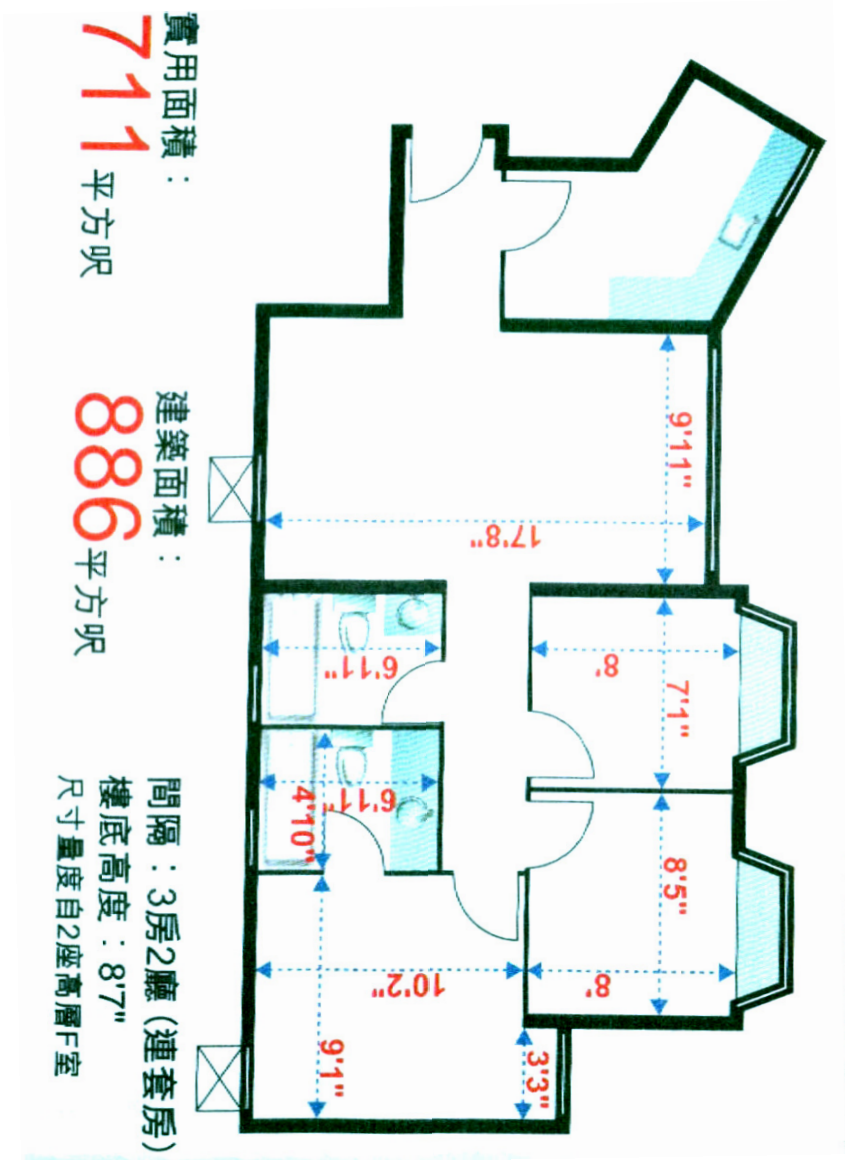 實用面積：
711平方呎
建築面積：
886平方呎
間隔：3房2廳（連套房）
樓底高度：8'7"
尺寸量度自2座高層F室
9'11"
17'8"
6'11"
8'
7'1"
6'11"
4'10"
8'5"
8'
10'2"
9'1"
3'3"